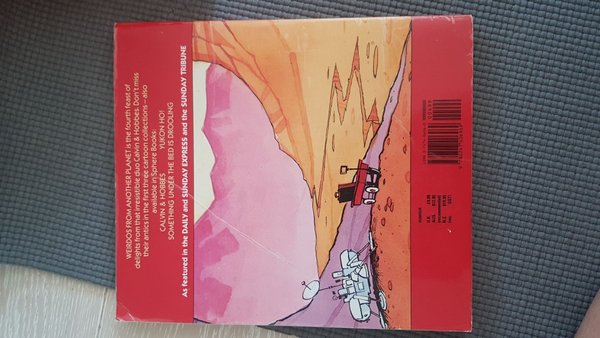 WEIRDOS FROM ANOTHER PLANET is the fourth feast of
delights from that irresistible duo Calvin & Hobbes. Don't miss
their antics in the first three cartoon collections – also
available in Sphere Books:
CALVIN & HOBBES YUKON HO!
SOMETHING UNDER THE BED IS DROOLING
As featured in the DAILY and SUNDAY EXPRESS and the SUNDAY TRIBUNE